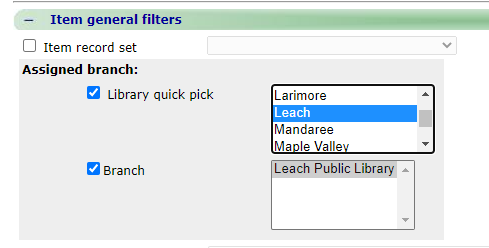 − Item general filters
Item record set
Assigned branch:
Library quick pick
Larimore
Leach
Mandaree
Maple Valley
Branch
Leach Public Library